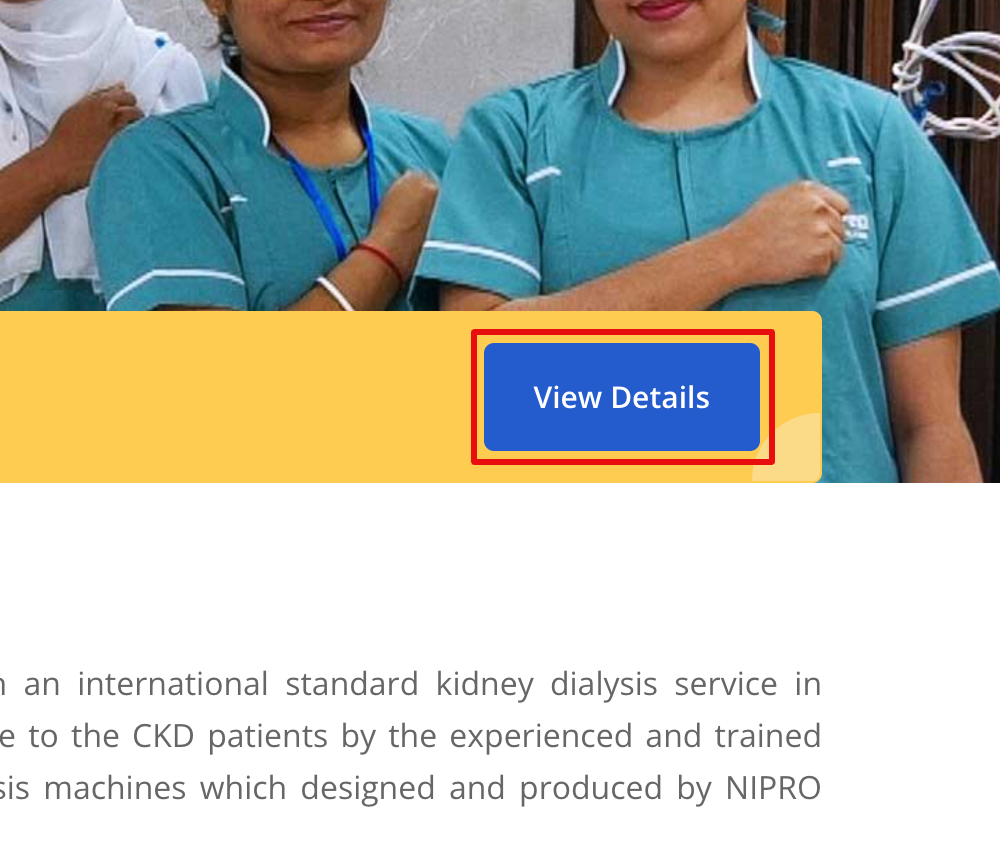 View Details
an international standard kidney dialysis service in
e to the CKD patients by the experienced and trained
sis machines which designed and produced by NIPRO